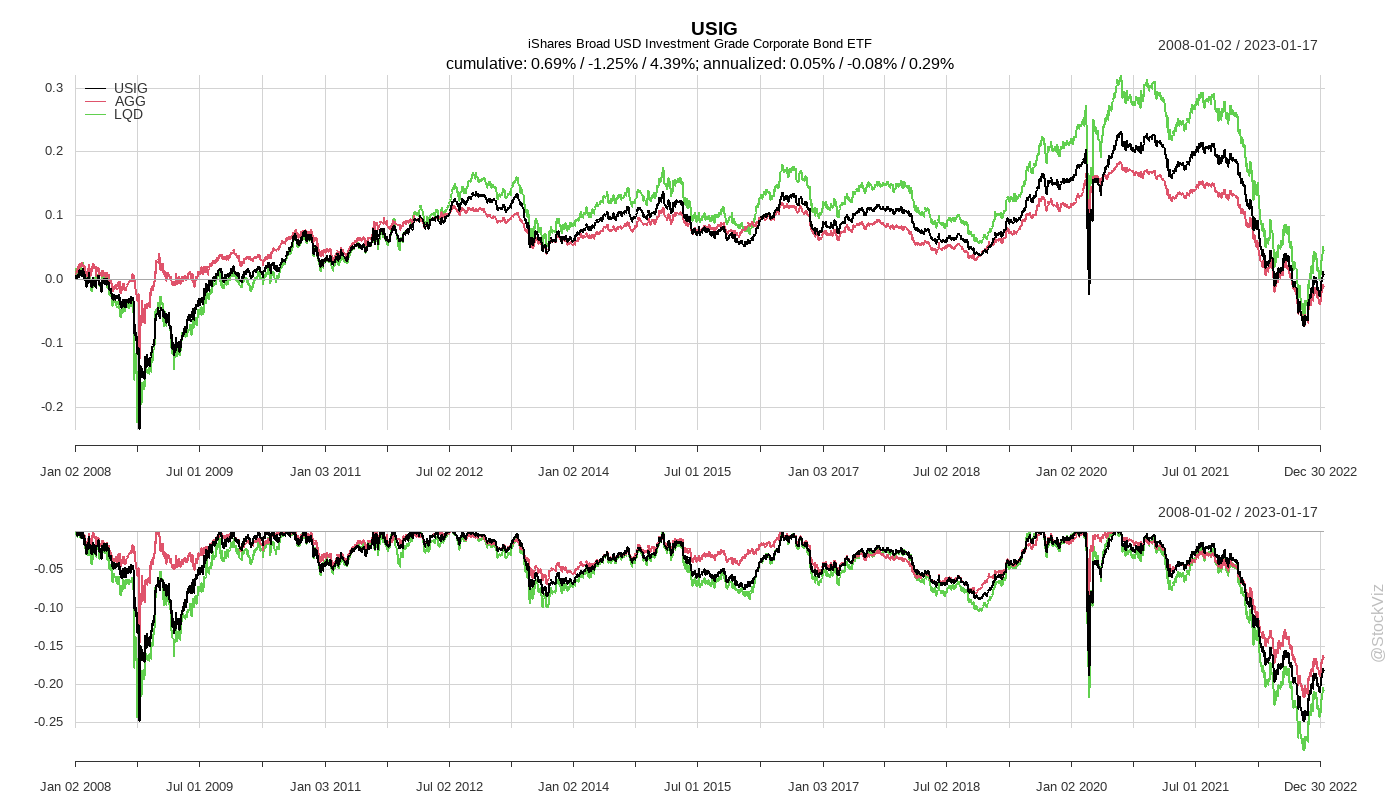 USIG
iShares Broad USD Investment Grade Corporate Bond ETF
2008-01-02 / 2023-01-17
cumulative: 0.69% / -1.25% / 4.39%; annualized: 0.05% / -0.08% / 0.29%
USIG
AGG
LQD
0.3
0.2
0.1
0.0
-0.1
-0.2
Jan 02 2008 Jul 01 2009 Jan 03 2011 Jul 02 2012 Jan 02 2014 Jul 01 2015 Jan 03 2017 Jul 02 2018 Jan 02 2020 Jul 01 2021 Dec 30 2022
2008-01-02 / 2023-01-17
-0.05
-0.10
-0.15
-0.20
-0.25
Jan 02 2008 Jul 01 2009 Jan 03 2011 Jul 02 2012 Jan 02 2014 Jul 01 2015 Jan 03 2017 Jul 02 2018 Jan 02 2020 Jul 01 2021 Dec 30 2022
@StockViz